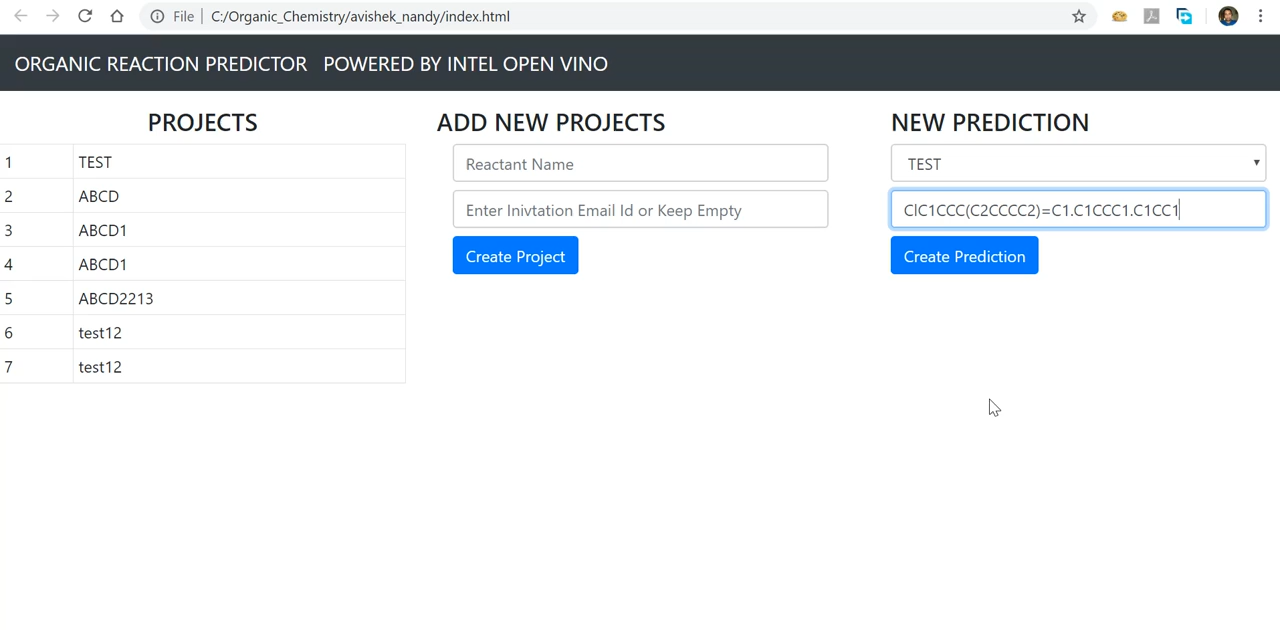 File | C:/Organic_Chemistry/avishek_nandy/index.html
ORGANIC REACTION PREDICTOR POWERED BY INTEL OPEN VINO
PROJECTS
1 TEST
2 ABCD
3 ABCD1
4 ABCD1
5 ABCD2213
6 test12
7 test12
ADD NEW PROJECTS
Reactant Name
Enter Inivtation Email Id or Keep Empty
Create Project
NEW PREDICTION
TEST
ClC1CCC(C2CCCC2)=C1.C1CCC1.C1CC1
Create Prediction